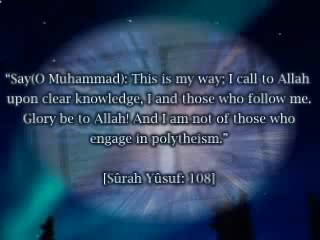 "Say(O Muhammad): This is my way; I call to Allah
upon clear knowledge, I and those who follow me.
Glory be to Allah! And I am not of those who
engage in polytheism."
[Sûrah Yûsuf: 108]